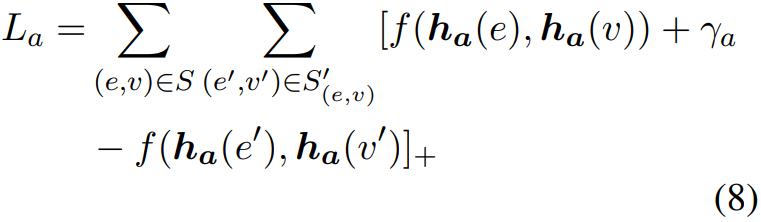 L_a = ∑_{(e,v)∈S} ∑_{(e′,v′)∈S′_{(e,v)}} [f(𝒉_𝒂(e), 𝒉_𝒂(v)) + γ_a
− f(𝒉_𝒂(e′), 𝒉_𝒂(v′)]_+
(8)